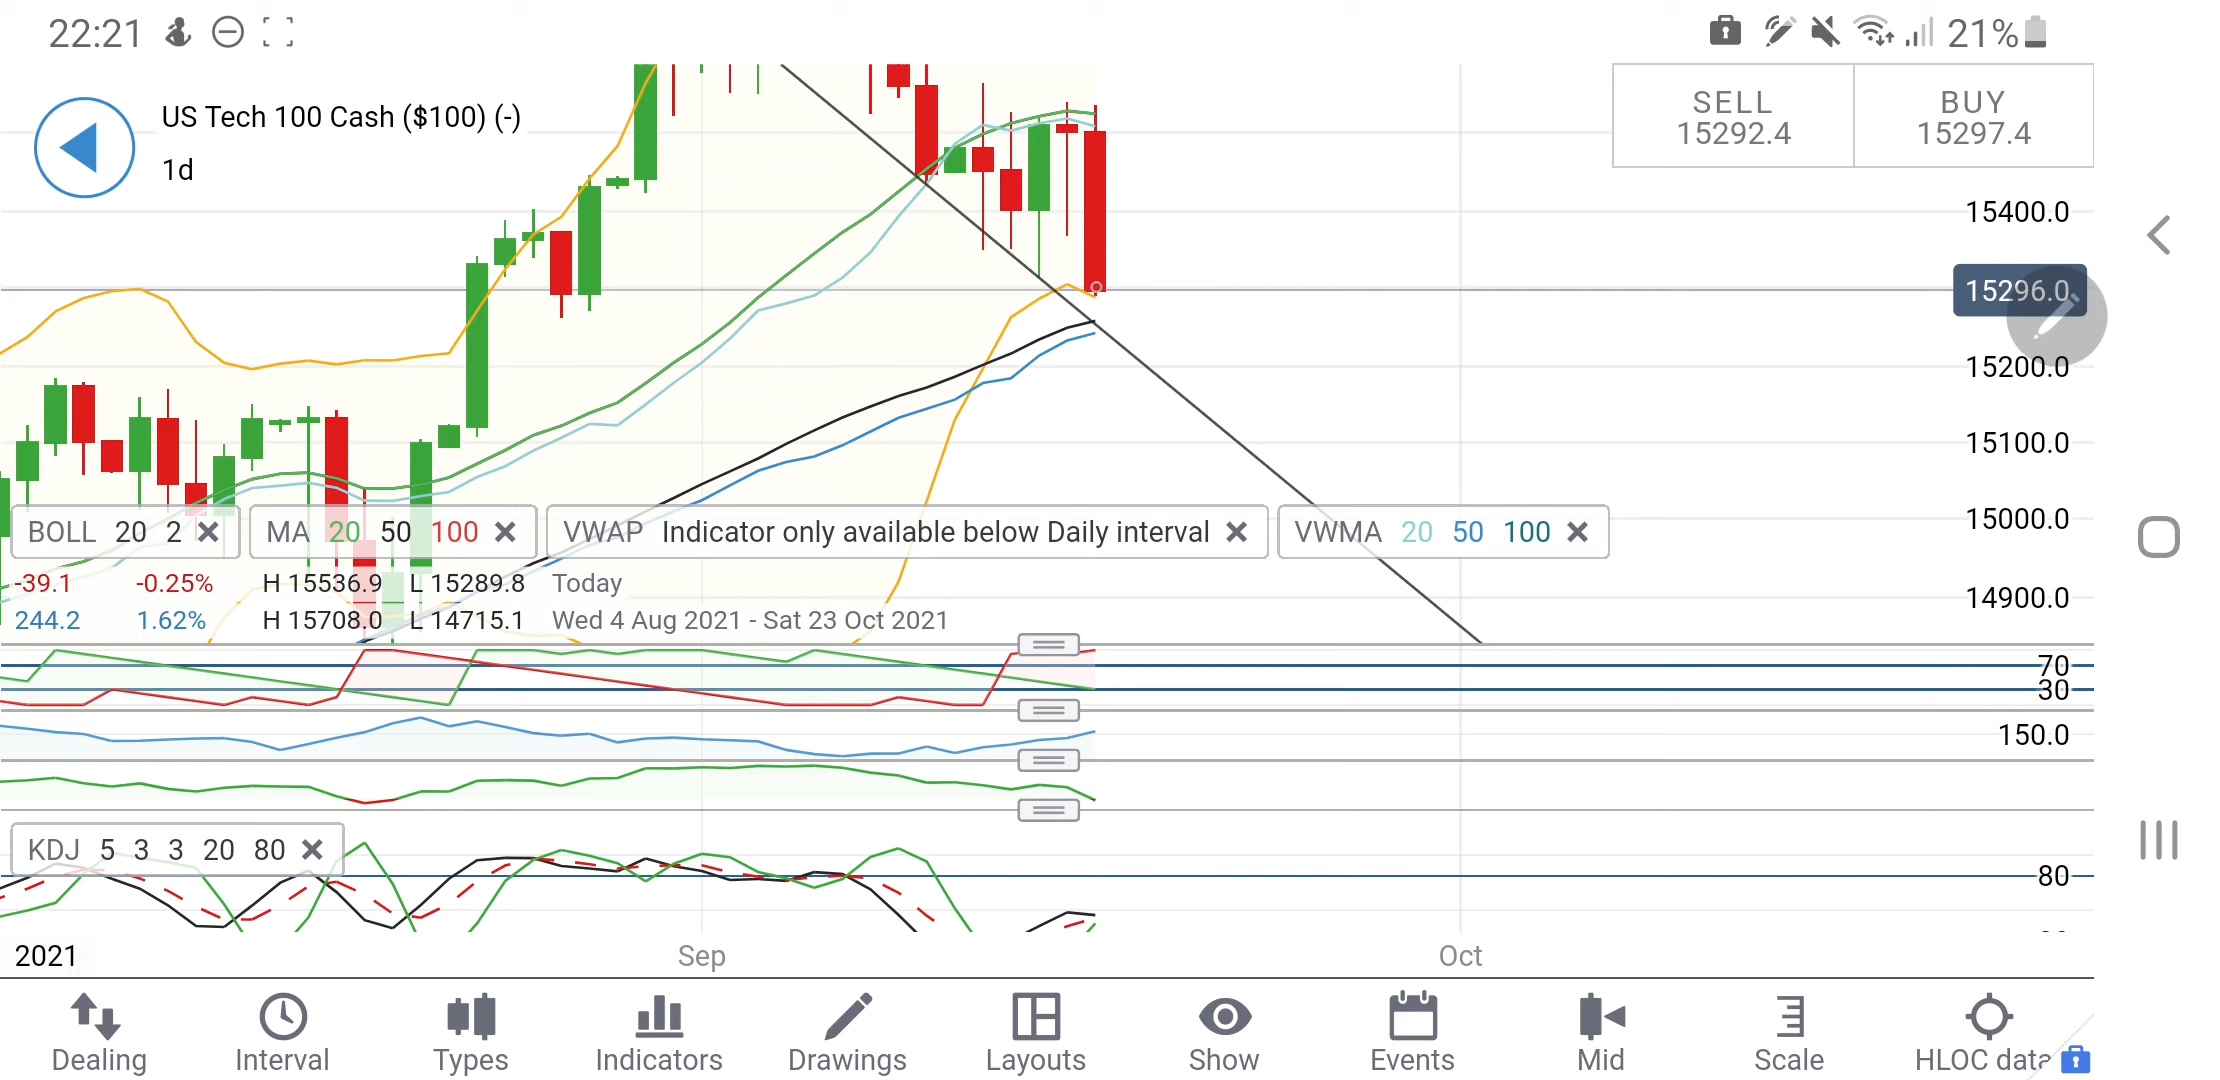 22:21
21%
US Tech 100 Cash ($100) (-)
1d
SELL
15292.4
BUY
15297.4
15400.0
15296.0
15200.0
15100.0
15000.0
14900.0
BOLL 20 2
MA 20 50 100
VWAP Indicator only available below Daily interval
VWMA 20 50 100
-39.1 -0.25% H 15536.9 L 15289.8 Today
244.2 1.62% H 15708.0 L 14715.1 Wed 4 Aug 2021 - Sat 23 Oct 2021
70
30
150.0
KDJ 5 3 3 20 80
80
2021 Sep Oct
Dealing Interval Types Indicators Drawings Layouts Show Events Mid Scale HLOC data